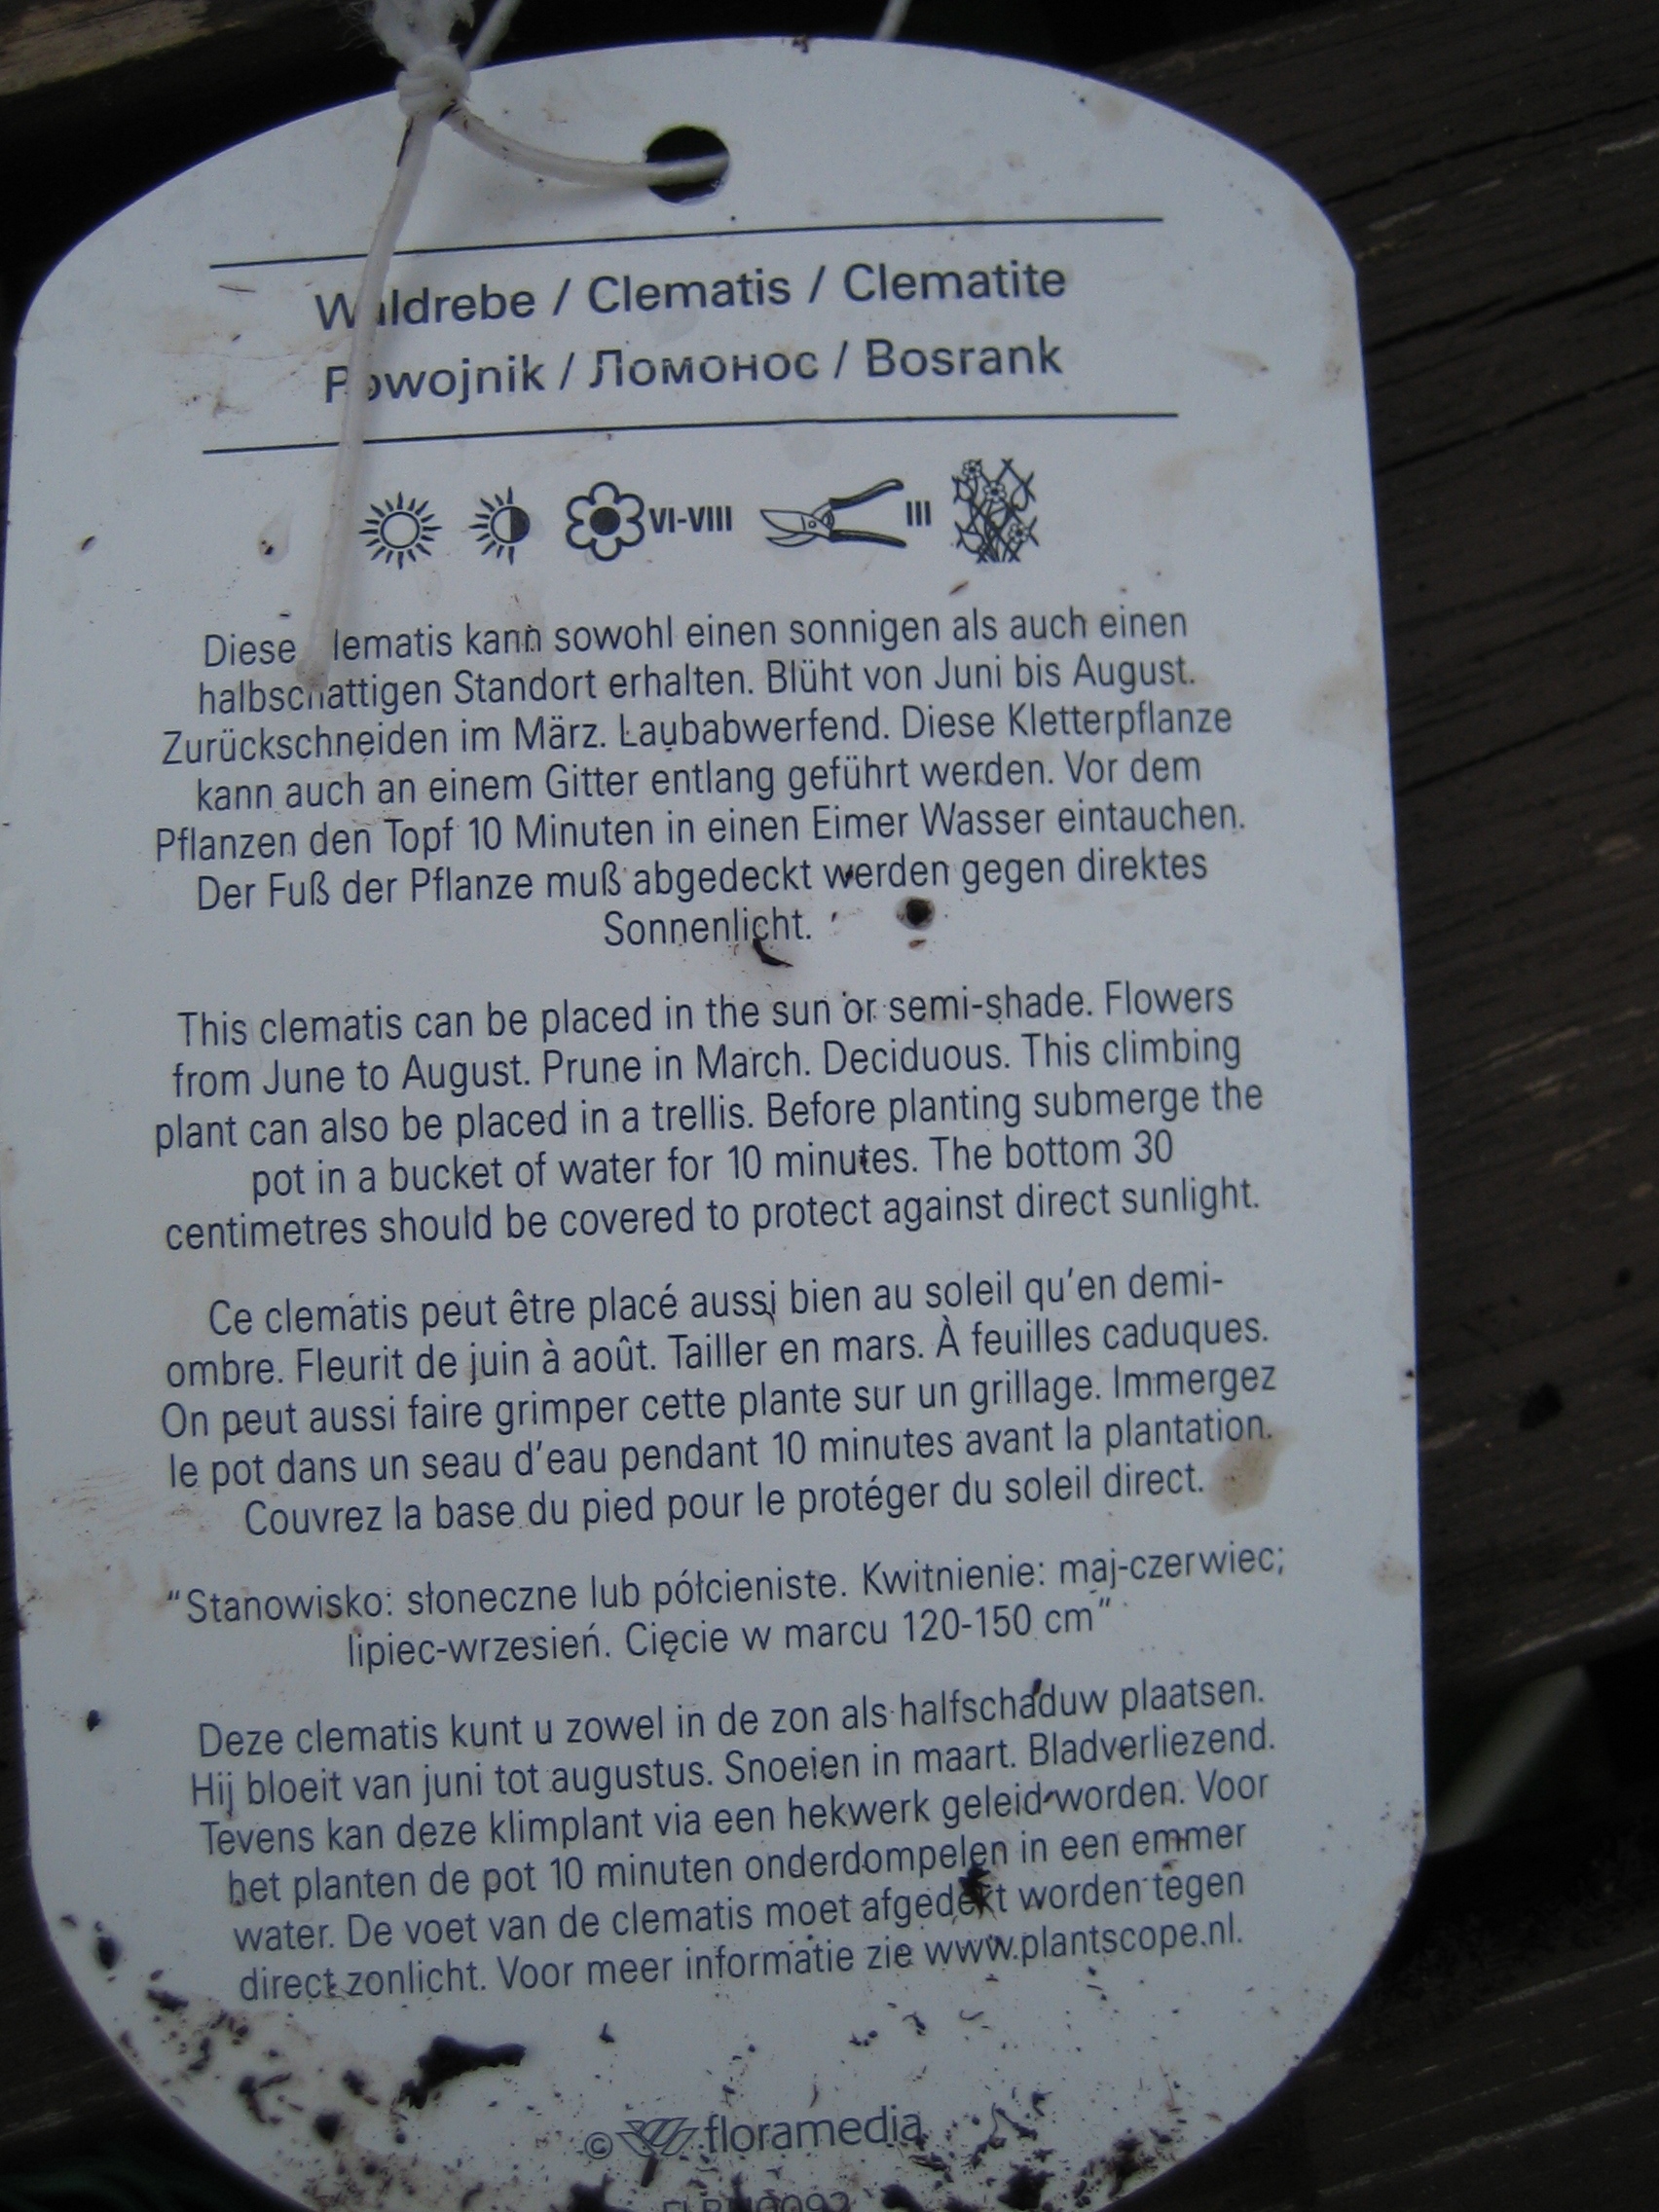 Waldrebe / Clematis / Clematite
Powojnik / Ломонос / Bosrank
VI-VIII III
Diese lematis kann sowohl einen sonnigen als auch einen
halbschattigen Standort erhalten. Blüht von Juni bis August.
Zurückschneiden im März. Laubabwerfend. Diese Kletterpflanze
kann auch an einem Gitter entlang geführt werden. Vor dem
Pflanzen den Topf 10 Minuten in einen Eimer Wasser eintauchen.
Der Fuß der Pflanze muß abgedeckt werden gegen direktes
Sonnenlicht.
This clematis can be placed in the sun or semi-shade. Flowers
from June to August. Prune in March. Deciduous. This climbing
plant can also be placed in a trellis. Before planting submerge the
pot in a bucket of water for 10 minutes. The bottom 30
centimetres should be covered to protect against direct sunlight.
Ce clematis peut être placé aussi bien au soleil qu'en demi-
ombre. Fleurit de juin à août. Tailler en mars. À feuilles caduques.
On peut aussi faire grimper cette plante sur un grillage. Immergez
le pot dans un seau d'eau pendant 10 minutes avant la plantation.
Couvrez la base du pied pour le protéger du soleil direct.
"Stanowisko: słoneczne lub półcieniste. Kwitnienie: maj-czerwiec;
lipiec-wrzesień. Cięcie w marcu 120-150 cm"
Deze clematis kunt u zowel in de zon als halfschaduw plaatsen.
Hij bloeit van juni tot augustus. Snoeien in maart. Bladverliezend.
Tevens kan deze klimplant via een hekwerk geleid worden. Voor
het planten de pot 10 minuten onderdompelen in een emmer
water. De voet van de clematis moet afgedekt worden tegen
direct zonlicht. Voor meer informatie zie www.plantscope.nl.
© floramedia